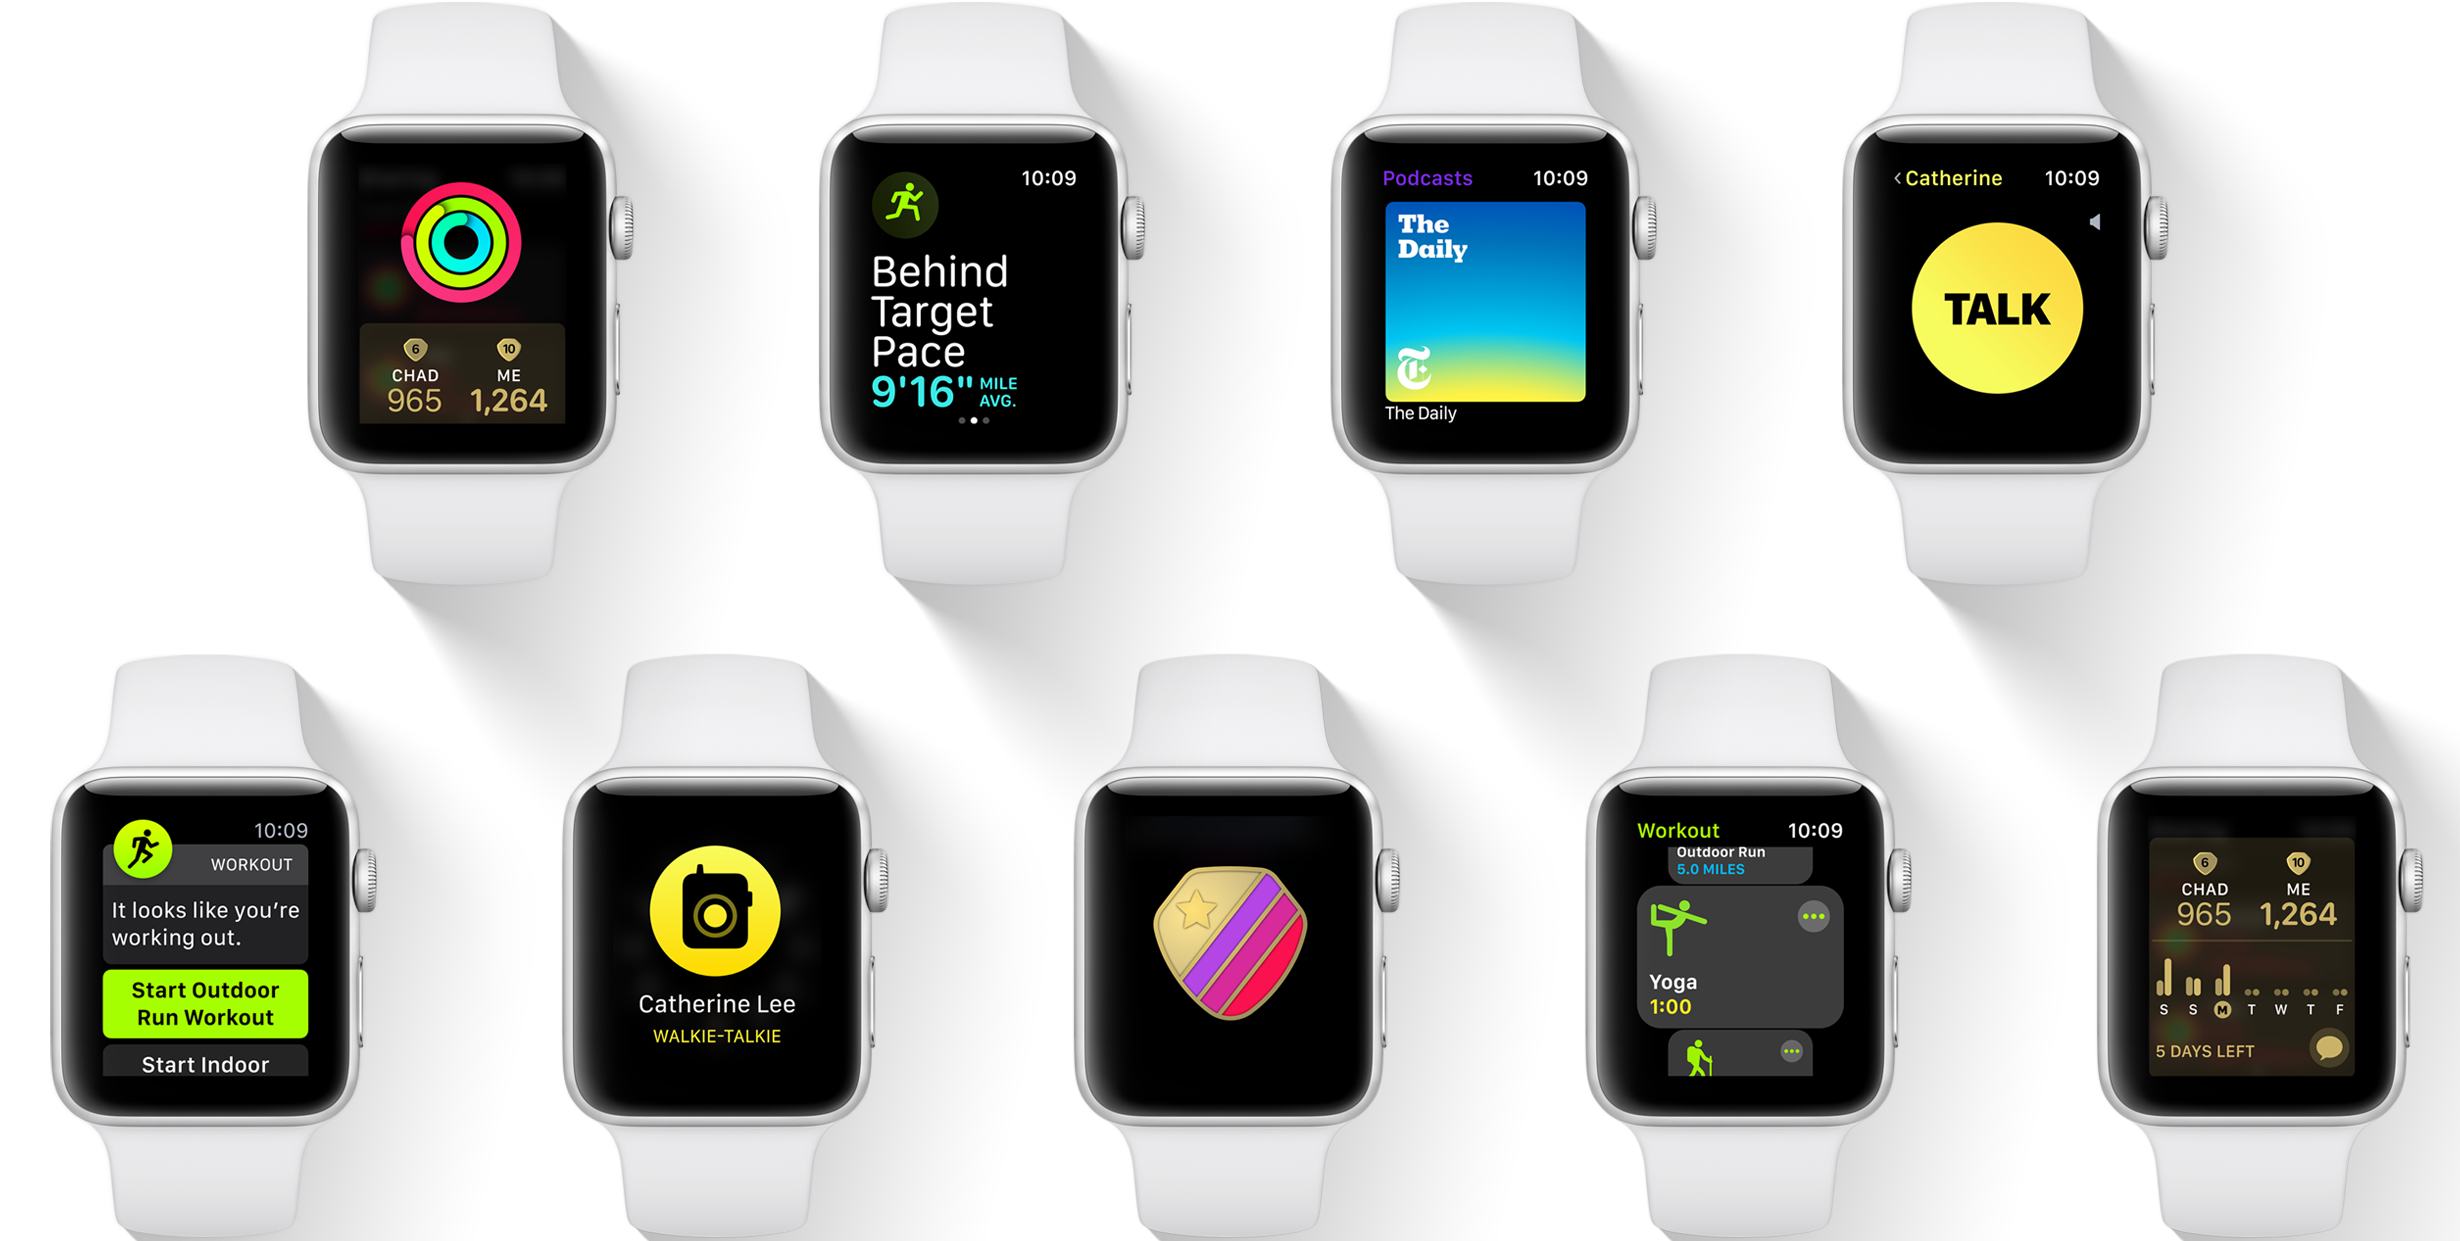 6 10
CHAD ME
965 1,264
10:09
Behind
Target
Pace
9'16" MILE
AVG.
Podcasts 10:09
The
Daily
T
The Daily
<Catherine 10:09
TALK
10:09
WORKOUT
It looks like you’re
working out.
Start Outdoor
Run Workout
Start Indoor
Catherine Lee
WALKIE-TALKIE
Workout 10:09
Outdoor Run
5.0 MILES
Yoga
1:00
6 10
CHAD ME
965 1,264
S S M T W T F
5 DAYS LEFT